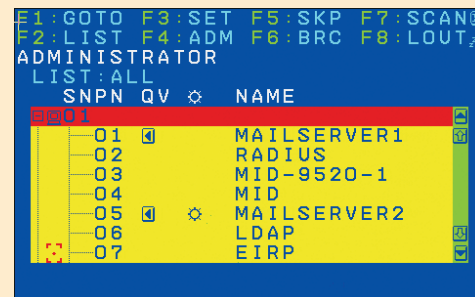 F1:GOTO F3:SET F5:SKP F7:SCAN
F2:LIST F4:ADM F6:BRC F8:LOUT
ADMINISTRATOR
LIST:ALL
SNPN QV NAME
01
01 MAILSERVER1
02 RADIUS
03 MID-9520-1
04 MID
05 MAILSERVER2
06 LDAP
07 EIRP